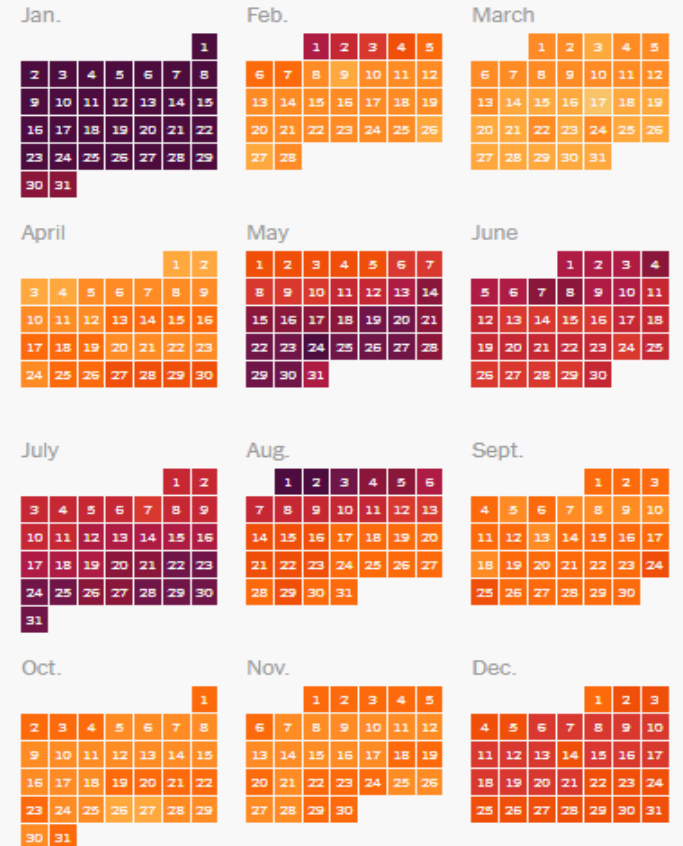 Jan. Feb. March
1 1 2 3 4 5 1 2 3 4 5
2 3 4 5 6 7 8 6 7 8 9 10 11 12 6 7 8 9 10 11 12
9 10 11 12 13 14 15 13 14 15 16 17 18 19 13 14 15 16 17 18 19
16 17 18 19 20 21 22 20 21 22 23 24 25 26 20 21 22 23 24 25 26
23 24 25 26 27 28 29 27 28 27 28 29 30 31
30 31
April May June
1 2 1 2 3 4 5 6 7 1 2 3 4
3 4 5 6 7 8 9 8 9 10 11 12 13 14 5 6 7 8 9 10 11
10 11 12 13 14 15 16 15 16 17 18 19 20 21 12 13 14 15 16 17 18
17 18 19 20 21 22 23 22 23 24 25 26 27 28 19 20 21 22 23 24 25
24 25 26 27 28 29 30 29 30 31 26 27 28 29 30
July Aug. Sept.
1 2 1 2 3 4 5 6 1 2 3
3 4 5 6 7 8 9 7 8 9 10 11 12 13 4 5 6 7 8 9 10
10 11 12 13 14 15 16 14 15 16 17 18 19 20 11 12 13 14 15 16 17
17 18 19 20 21 22 23 21 22 23 24 25 26 27 18 19 20 21 22 23 24
24 25 26 27 28 29 30 28 29 30 31 25 26 27 28 29 30
31
Oct. Nov. Dec.
1 1 2 3 4 5 1 2 3
2 3 4 5 6 7 8 6 7 8 9 10 11 12 4 5 6 7 8 9 10
9 10 11 12 13 14 15 13 14 15 16 17 18 19 11 12 13 14 15 16 17
16 17 18 19 20 21 22 20 21 22 23 24 25 26 18 19 20 21 22 23 24
23 24 25 26 27 28 29 27 28 29 30 25 26 27 28 29 30 31
30 31